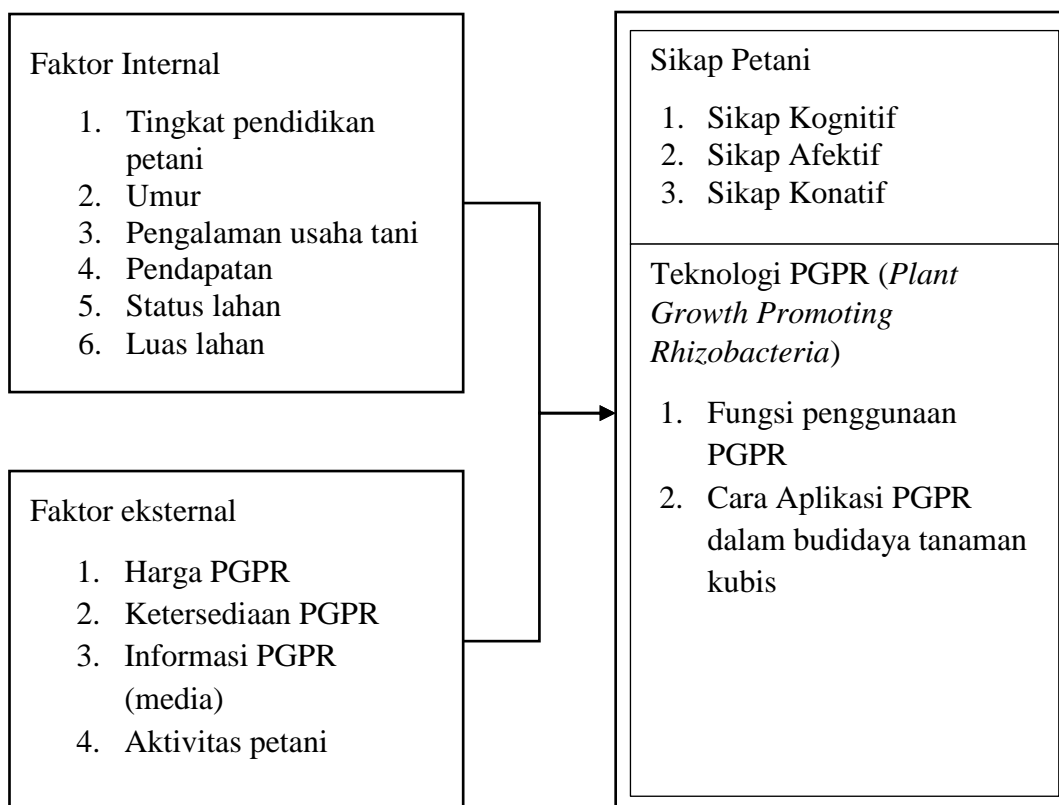 Faktor Internal
1. Tingkat pendidikan
petani
2. Umur
3. Pengalaman usaha tani
4. Pendapatan
5. Status lahan
6. Luas lahan
Faktor eksternal
1. Harga PGPR
2. Ketersediaan PGPR
3. Informasi PGPR
(media)
4. Aktivitas petani
Sikap Petani
1. Sikap Kognitif
2. Sikap Afektif
3. Sikap Konatif
Teknologi PGPR (Plant
Growth Promoting
Rhizobacteria)
1. Fungsi penggunaan
PGPR
2. Cara Aplikasi PGPR
dalam budidaya tanaman
kubis